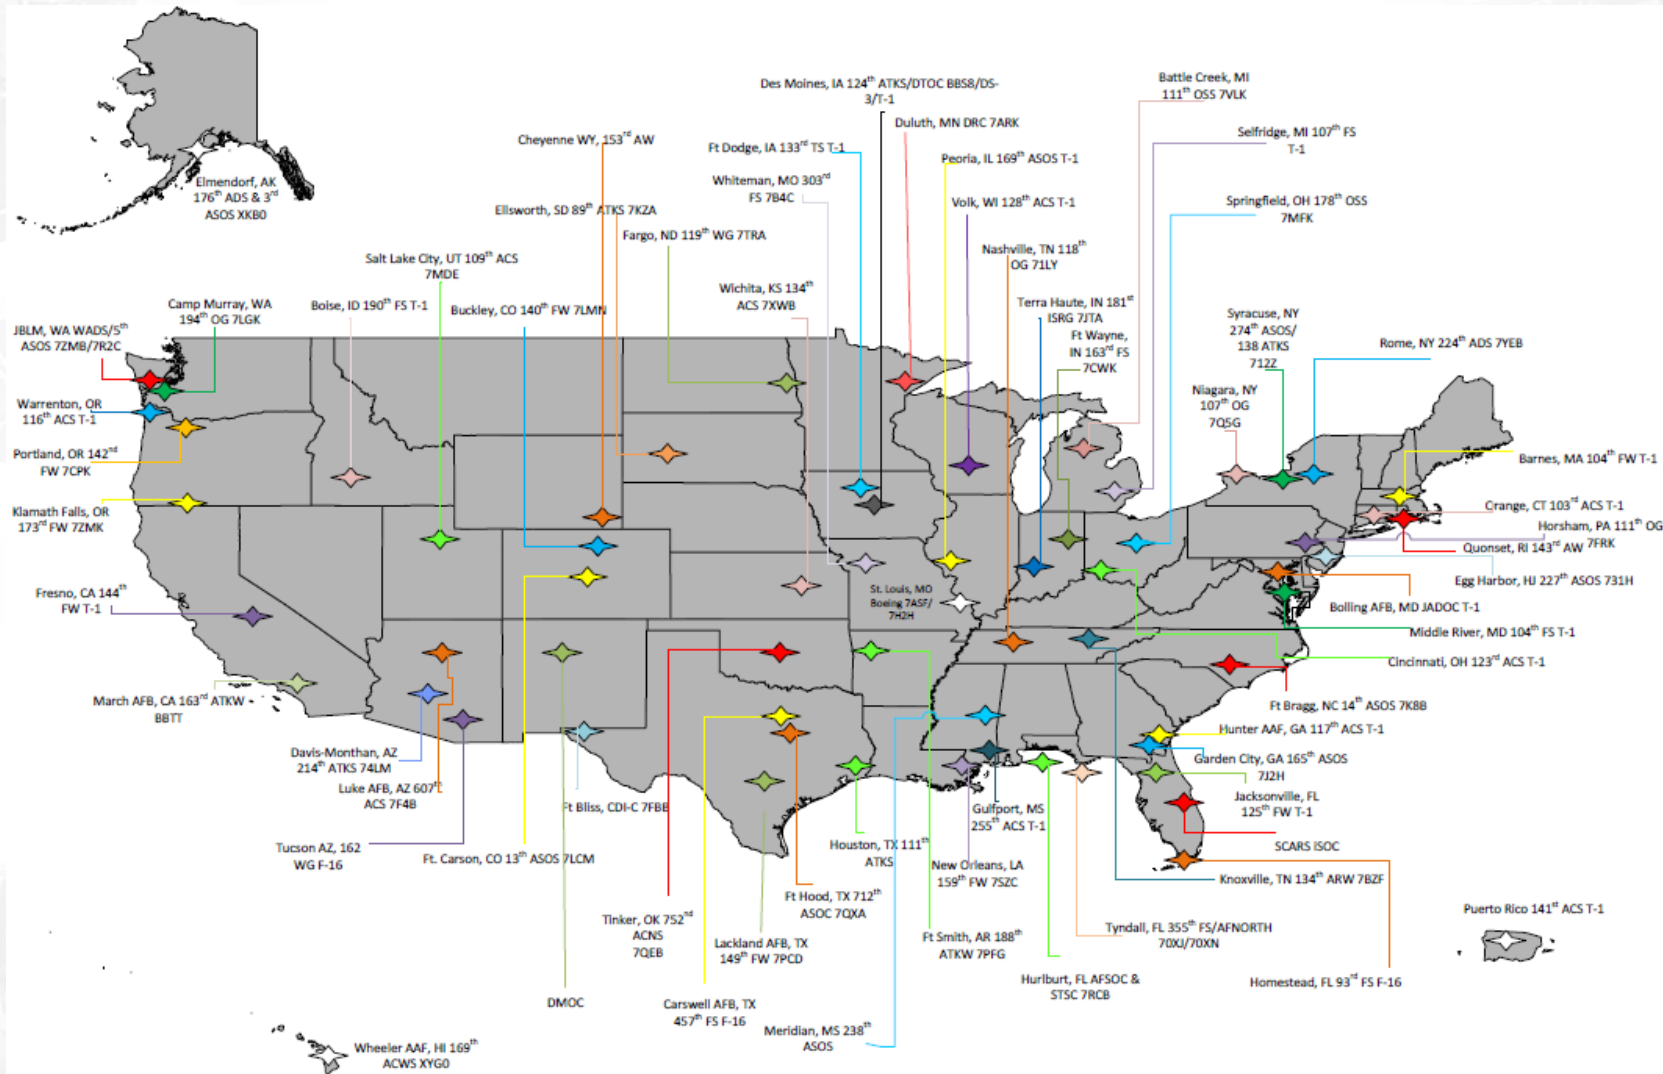 Elmendorf, AK
176th ADS & 3rd
ASOS XKB0
Des Moines, IA 124th ATKS/DTOC BBS8/DS-
3/T-1
Battle Creek, MI
111th OSS 7VLK
Duluth, MN DRC 7ARK
Cheyenne WY, 153rd AW
Ft Dodge, IA 133rd TS T-1
Peoria, IL 169th ASOS T-1
Selfridge, MI 107th FS
T-1
Whiteman, MO 303rd
FS 7B4C
Volk, WI 128th ACS T-1
Springfield, OH 178th OSS
7MFK
Ellsworth, SD 89th ATKS 7KZA
Fargo, ND 119th WG 7TRA
Nashville, TN 118th
OG 71LY
Salt Lake City, UT 109th ACS
7MDE
Wichita, KS 134th
ACS 7XWB
Camp Murray, WA
194th OG 7LGK
Boise, ID 190th FS T-1
Buckley, CO 140th FW 7LMN
Terra Haute, IN 181st
ISRG 7JTA
Syracuse, NY
274th ASOS/
138 ATKS
712Z
JBLM, WA WADS/5th
ASOS 7ZMB/7R2C
Ft Wayne,
IN 163rd FS
7CWK
Rome, NY 224th ADS 7YEB
Niagara, NY
107th OG
7Q5G
Warrenton, OR
116th ACS T-1
Portland, OR 142nd
FW 7CPK
Barnes, MA 104th FW T-1
Klamath Falls, OR
173rd FW 7ZMK
Orange, CT 103rd ACS T-1
Horsham, PA 111th OG
7FRK
Quonset, RI 143rd AW
Egg Harbor, HJ 227th ASOS 731H
Fresno, CA 144th
FW T-1
St. Louis, MO
Boeing 7ASF/
7H2H
Bolling AFB, MD JADOC T-1
Middle River, MD 104th FS T-1
Cincinnati, OH 123rd ACS T-1
March AFB, CA 163rd ATKW
BBTT
Ft Bragg, NC 14th ASOS 7K8B
Hunter AAF, GA 117th ACS T-1
Davis-Monthan, AZ
214th ATKS 74LM
Garden City, GA 165th ASOS
7J2H
Luke AFB, AZ 607th
ACS 7F4B
Ft Bliss, CDI-C 7FBB
Gulfport, MS
255th ACS T-1
Jacksonville, FL
125th FW T-1
Tucson AZ, 162
WG F-16
Ft. Carson, CO 13th ASOS 7LCM
Houston, TX 111th
ATKS
SCARS ISOC
New Orleans, LA
159th FW 7SZC
Knoxville, TN 134th ARW 7BZF
Ft Hood, TX 712th
ASOC 7QXA
Puerto Rico 141st ACS T-1
Tinker, OK 752nd
ACNS
7QEB
Lackland AFB, TX
149th FW 7PCD
Ft Smith, AR 188th
ATKW 7PFG
Tyndall, FL 355th FS/AFNORTH
70XJ/70XN
Hurlburt, FL AFSOC &
STSC 7RCB
Homestead, FL 93rd FS F-16
DMOC
Carswell AFB, TX
457th FS F-16
Meridian, MS 238th
ASOS
Wheeler AAF, HI 169th
ACWS XYG0